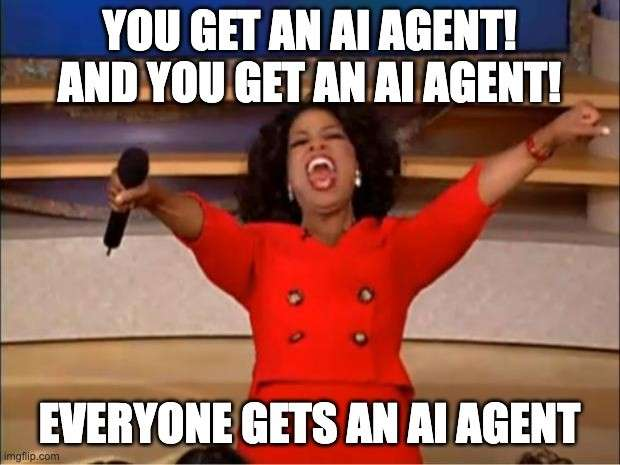 YOU GET AN AI AGENT!
AND YOU GET AN AI AGENT!
EVERYONE GETS AN AI AGENT
imgflip.com